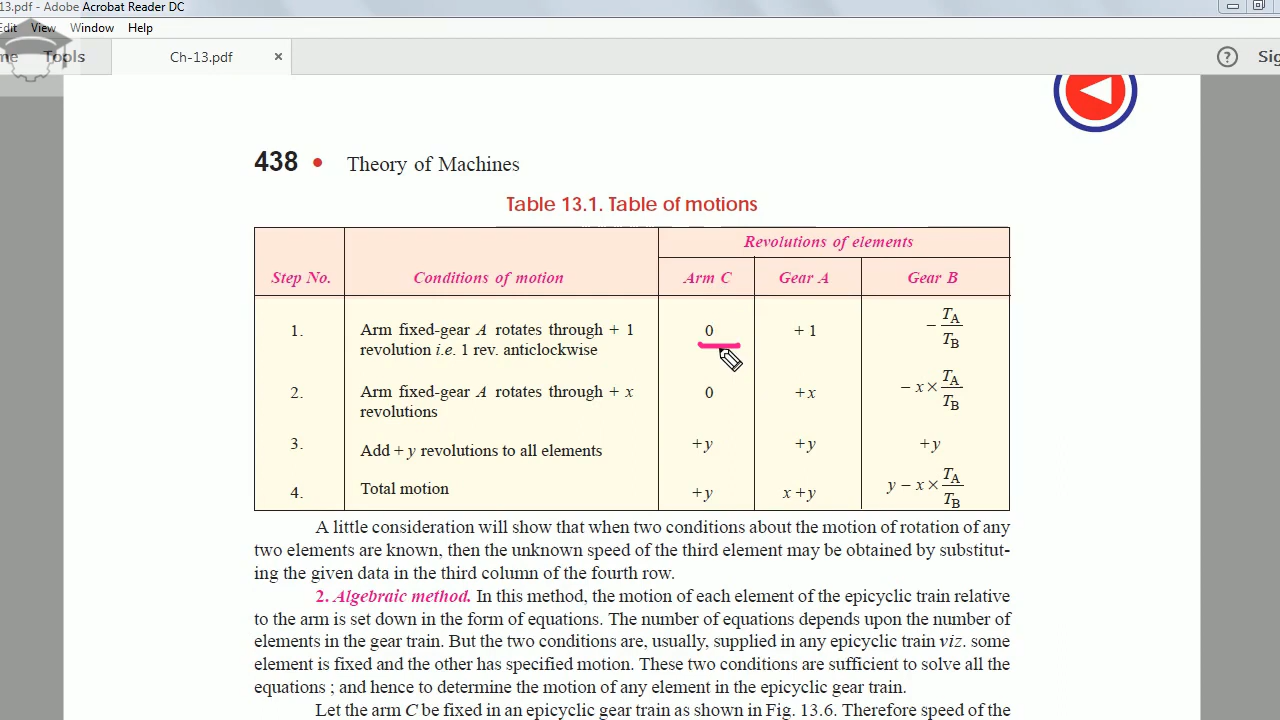 13.pdf - Adobe Acrobat Reader DC
Edit View Window Help
me Tools Ch-13.pdf × ? Sig
438 • Theory of Machines
Table 13.1. Table of motions
Revolutions of elements
Step No. Conditions of motion Arm C Gear A Gear B
1. Arm fixed-gear A rotates through + 1 revolution i.e. 1 rev. anticlockwise 0 + 1 – T_A/T_B
2. Arm fixed-gear A rotates through + x revolutions 0 + x – x × T_A/T_B
3. Add + y revolutions to all elements + y + y + y
4. Total motion + y x + y y – x × T_A/T_B
A little consideration will show that when two conditions about the motion of rotation of any
two elements are known, then the unknown speed of the third element may be obtained by substitut-
ing the given data in the third column of the fourth row.
2. Algebraic method. In this method, the motion of each element of the epicyclic train relative
to the arm is set down in the form of equations. The number of equations depends upon the number of
elements in the gear train. But the two conditions are, usually, supplied in any epicyclic train viz. some
element is fixed and the other has specified motion. These two conditions are sufficient to solve all the
equations ; and hence to determine the motion of any element in the epicyclic gear train.
Let the arm C be fixed in an epicyclic gear train as shown in Fig. 13.6. Therefore speed of the